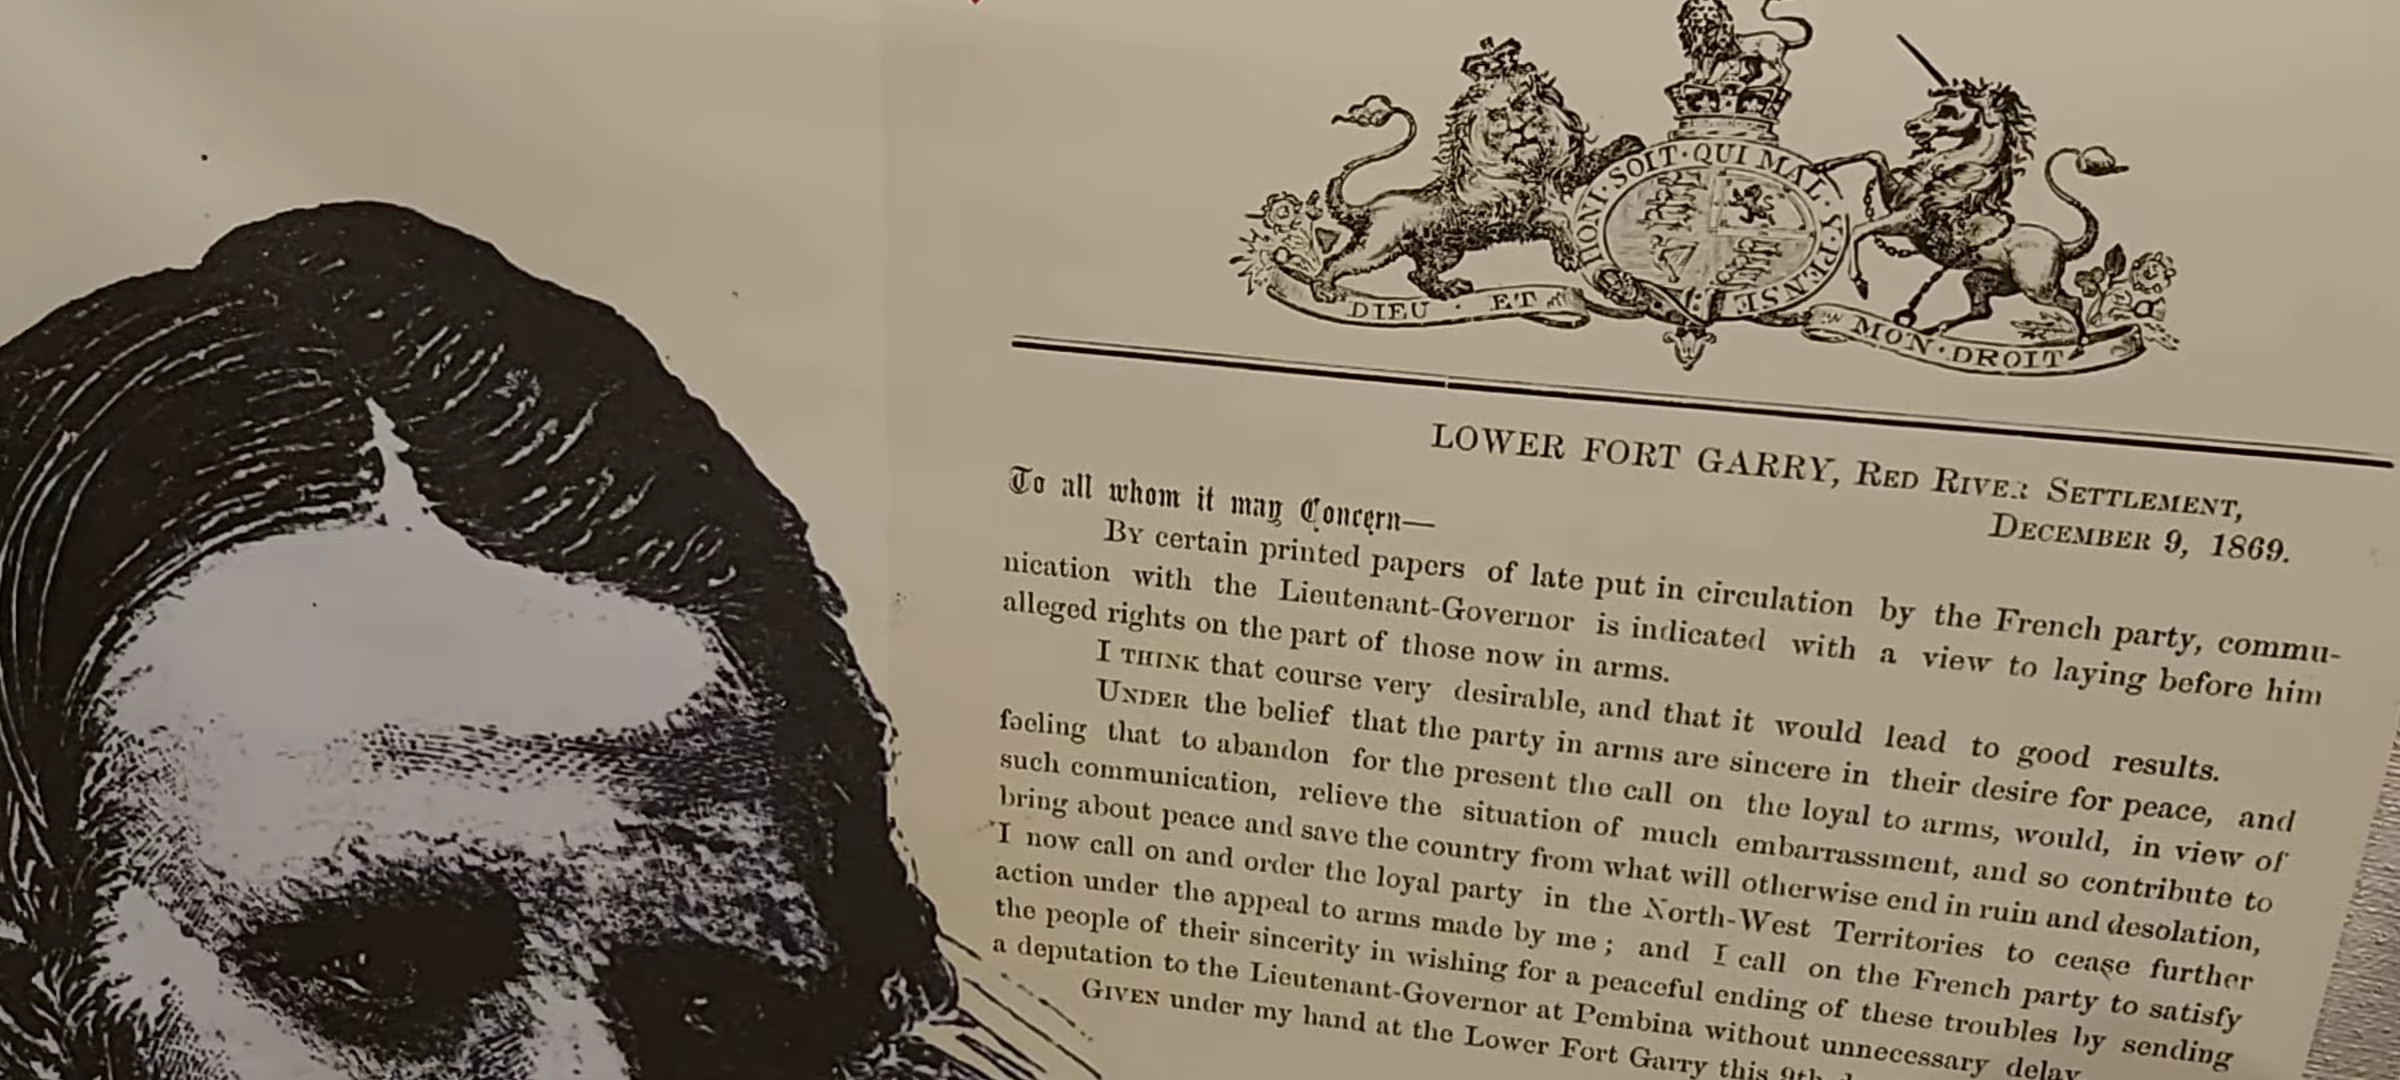 HONI · SOIT · QUI MAL · Y · PENSE
DIEU · ET
MON · DROIT
LOWER FORT GARRY, RED RIVER SETTLEMENT,
DECEMBER 9, 1869.
To all whom it may Concern—
BY certain printed papers of late put in circulation by the French party, commu-
nication with the Lieutenant-Governor is indicated with a view to laying before him
alleged rights on the part of those now in arms.
I THINK that course very desirable, and that it would lead to good results.
UNDER the belief that the party in arms are sincere in their desire for peace, and
feeling that to abandon for the present the call on the loyal to arms, would, in view of
such communication, relieve the situation of much embarrassment, and so contribute to
bring about peace and save the country from what will otherwise end in ruin and desolation,
I now call on and order the loyal party in the North-West Territories to cease further
action under the appeal to arms made by me; and I call on the French party to satisfy
the people of their sincerity in wishing for a peaceful ending of these troubles by sending
a deputation to the Lieutenant-Governor at Pembina without unnecessary delay
GIVEN under my hand at the Lower Fort Garry this 9th